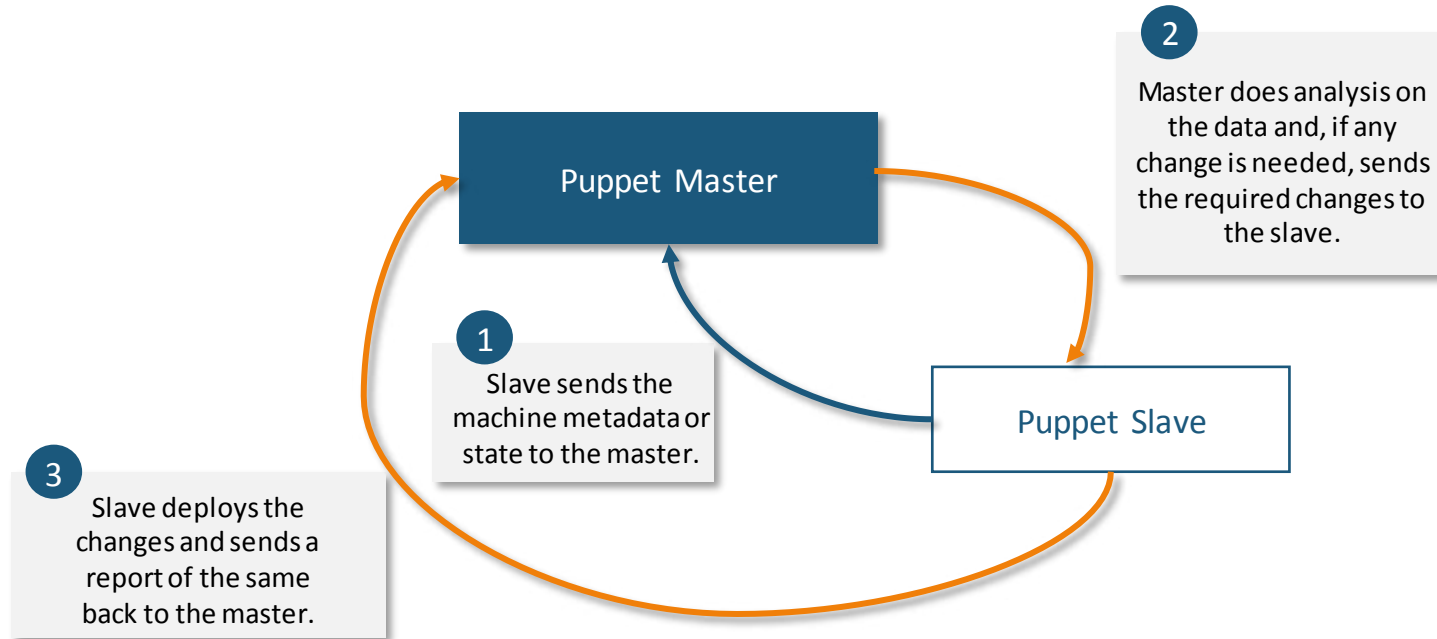 2
Master does analysis on
the data and, if any
change is needed, sends
the required changes to
the slave.
Puppet Master
1
Slave sends the
machine metadata or
state to the master.
Puppet Slave
3
Slave deploys the
changes and sends a
report of the same
back to the master.